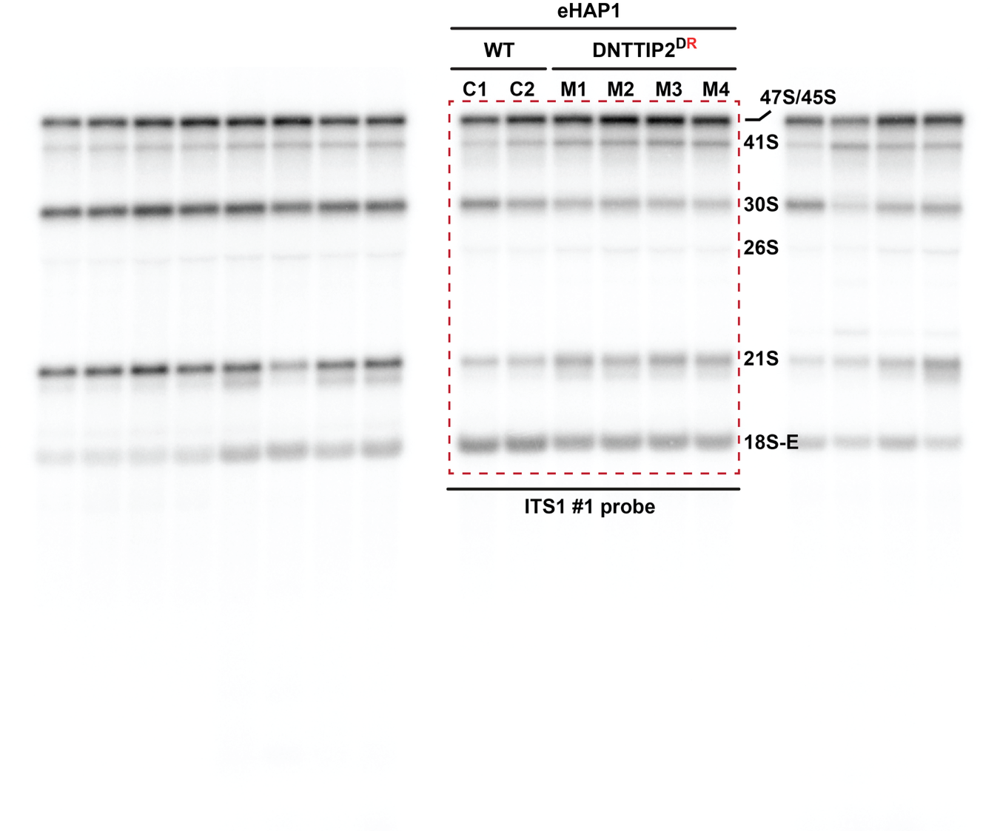 eHAP1
WT DNTTIP2DR
C1 C2 M1 M2 M3 M4
47S/45S
41S
30S
26S
21S
18S-E
ITS1 #1 probe